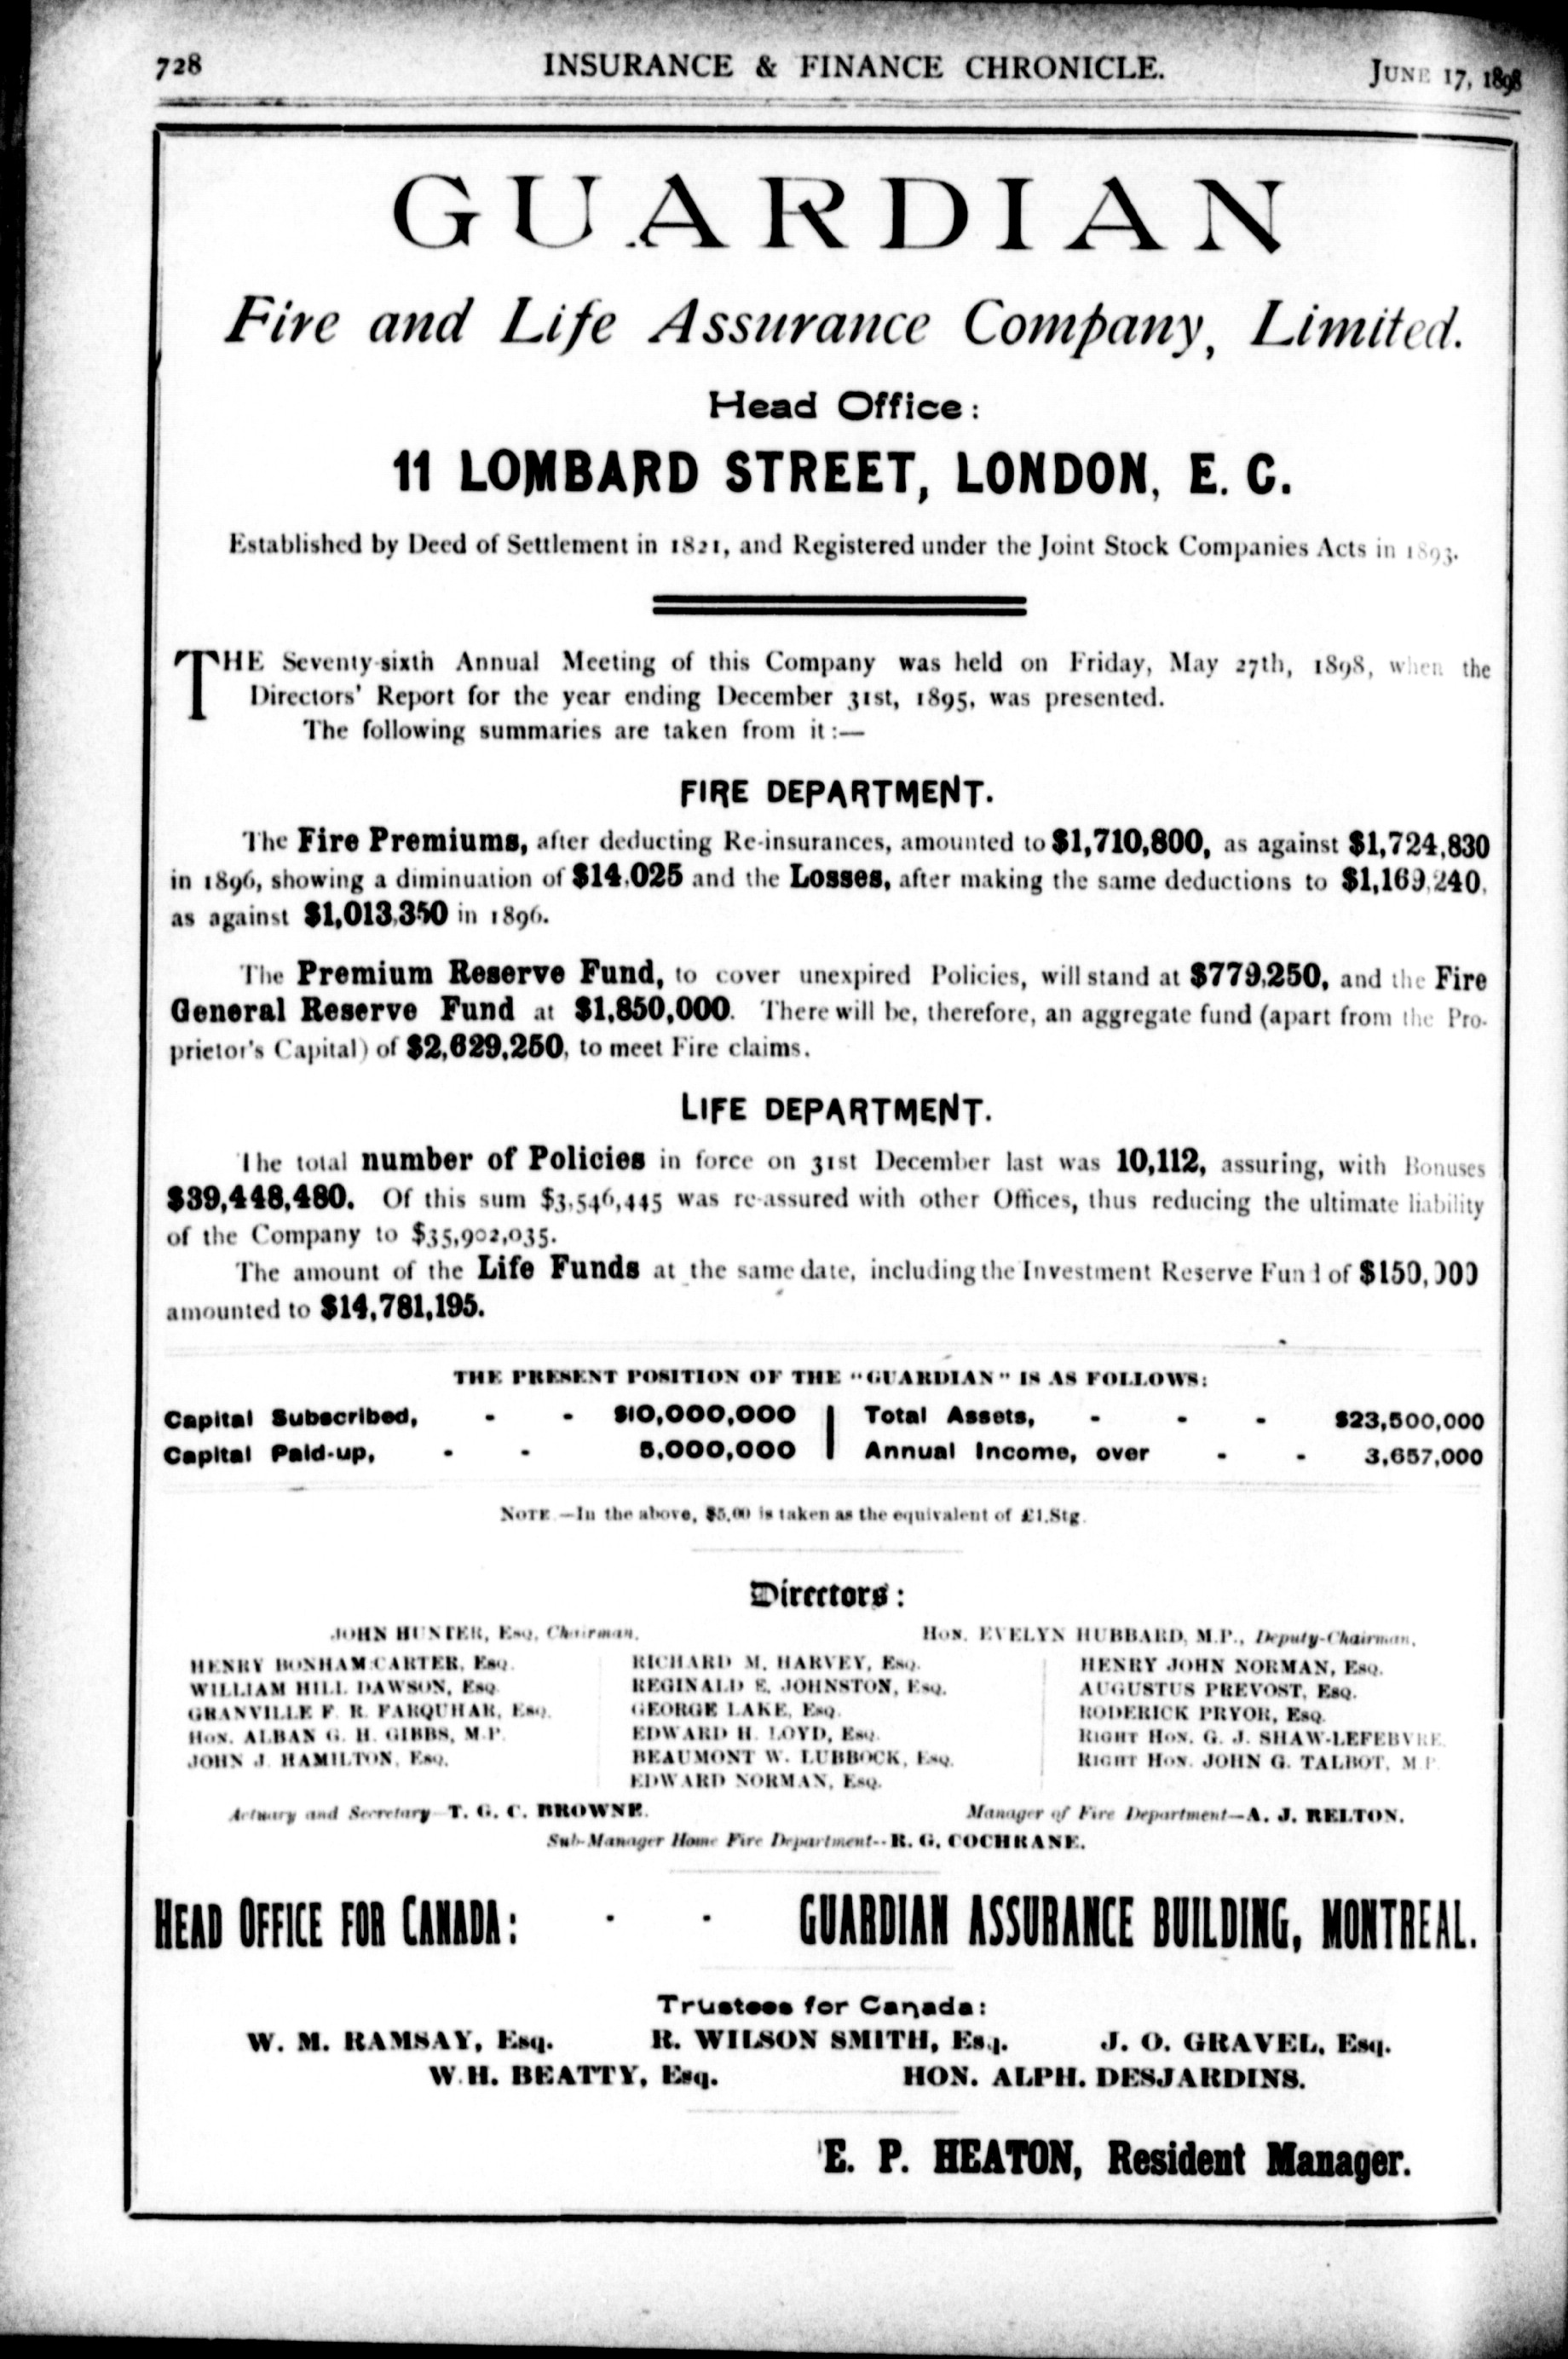 728 INSURANCE & FINANCE CHRONICLE. JUNE 17, 1898
GUARDIAN
Fire and Life Assurance Company, Limited.
Head Office:
11 LOMBARD STREET, LONDON, E. C.
Established by Deed of Settlement in 1821, and Registered under the Joint Stock Companies Acts in 1893.
THE Seventy-sixth Annual Meeting of this Company was held on Friday, May 27th, 1898, when the
Directors' Report for the year ending December 31st, 1895, was presented.
The following summaries are taken from it:—
FIRE DEPARTMENT.
The Fire Premiums, after deducting Re-insurances, amounted to $1,710,800, as against $1,724,830
in 1896, showing a diminuation of $14,025 and the Losses, after making the same deductions to $1,169,240,
as against $1,013,350 in 1896.
The Premium Reserve Fund, to cover unexpired Policies, will stand at $779,250, and the Fire
General Reserve Fund at $1,850,000. There will be, therefore, an aggregate fund (apart from the Pro-
prietor's Capital) of $2,629,250, to meet Fire claims.
LIFE DEPARTMENT.
The total number of Policies in force on 31st December last was 10,112, assuring, with Bonuses
$39,448,480. Of this sum $3,546,445 was re-assured with other Offices, thus reducing the ultimate liability
of the Company to $35,902,035.
The amount of the Life Funds at the same date, including the Investment Reserve Fund of $150,000
amounted to $14,781,195.
THE PRESENT POSITION OF THE "GUARDIAN" IS AS FOLLOWS:
Capital Subscribed, - - $10,000,000 | Total Assets, - - - $23,500,000
Capital Paid-up, - - 5,000,000 | Annual Income, over - - 3,657,000
NOTE—In the above, $5.00 is taken as the equivalent of £1.Stg.
Directors:
JOHN HUNTER, Esq, Chairman. HON. EVELYN HUBBARD, M.P., Deputy-Chairman.
HENRY BONHAM-CARTER, Esq. RICHARD M. HARVEY, Esq. HENRY JOHN NORMAN, Esq.
WILLIAM HILL DAWSON, Esq. REGINALD E. JOHNSTON, Esq. AUGUSTUS PREVOST, Esq.
GRANVILLE F. R. FARQUHAR, Esq. GEORGE LAKE, Esq. RODERICK PRYOR, Esq.
HON. ALBAN G. H. GIBBS, M.P. EDWARD H. LOYD, Esq. RIGHT HON. G. J. SHAW-LEFEBVRE
JOHN J. HAMILTON, Esq. BEAUMONT W. LUBBOCK, Esq. RIGHT HON. JOHN G. TALBOT, M P
EDWARD NORMAN, Esq.
Actuary and Secretary—T. G. C. BROWNE. Manager of Fire Department—A. J. RELTON.
Sub-Manager Home Fire Department--R. G. COCHRANE.
HEAD OFFICE FOR CANADA: - - GUARDIAN ASSURANCE BUILDING, MONTREAL.
Trustees for Canada:
W. M. RAMSAY, Esq. R. WILSON SMITH, Esq. J. O. GRAVEL, Esq.
W. H. BEATTY, Esq. HON. ALPH. DESJARDINS.
E. P. HEATON, Resident Manager.